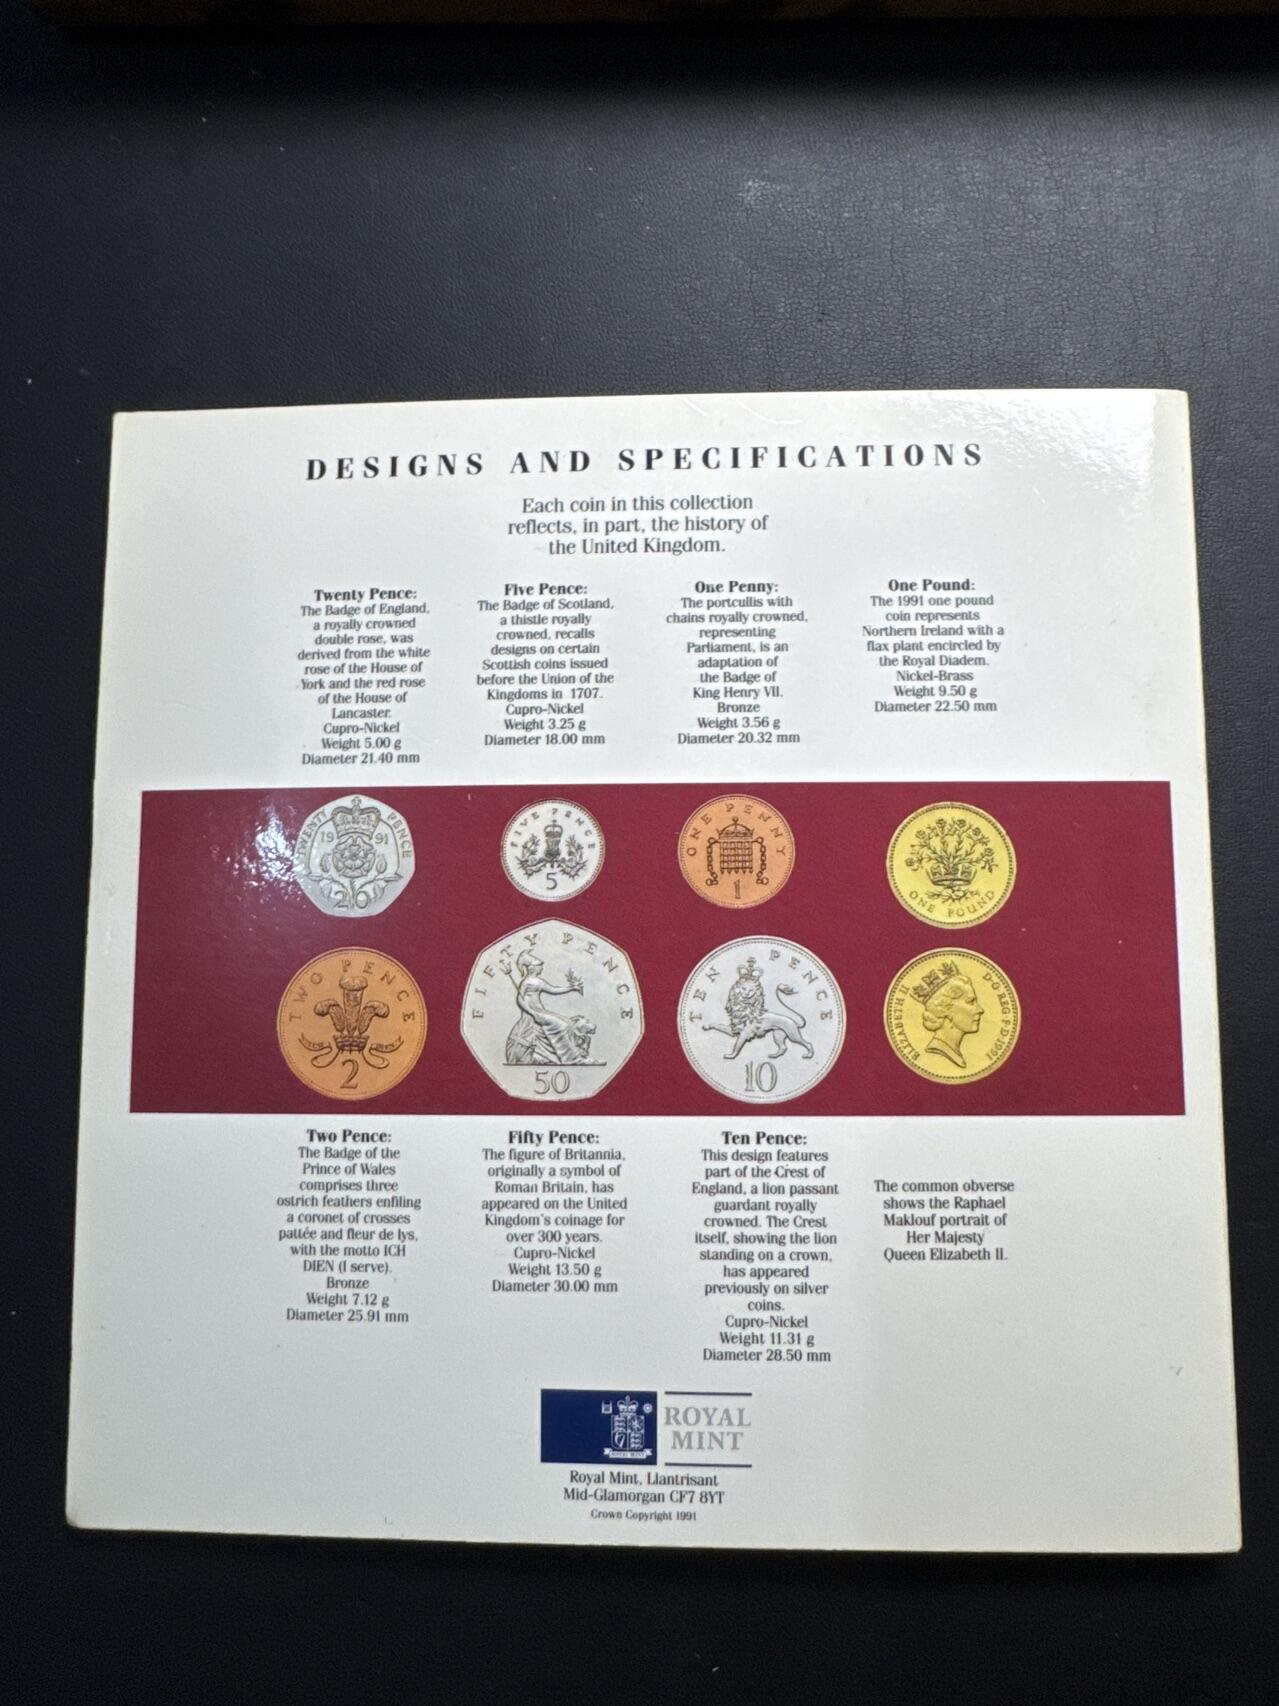 DESIGNS AND SPECIFICATIONS
Each coin in this collection
reflects, in part, the history of
the United Kingdom.
Twenty Pence:
The Badge of England,
a royally crowned
double rose, was
derived from the white
rose of the House of
York and the red rose
of the House of
Lancaster.
Cupro-Nickel
Weight 5.00 g
Diameter 21.40 mm
Five Pence:
The Badge of Scotland,
a thistle royally
crowned, recalls
designs on certain
Scottish coins issued
before the Union of the
Kingdoms in 1707.
Cupro-Nickel
Weight 3.25 g
Diameter 18.00 mm
One Penny:
The portcullis with
chains royally crowned,
representing
Parliament, is an
adaptation of
the Badge of
King Henry VII.
Bronze
Weight 3.56 g
Diameter 20.32 mm
One Pound:
The 1991 one pound
coin represents
Northern Ireland with a
flax plant encircled by
the Royal Diadem.
Nickel-Brass
Weight 9.50 g
Diameter 22.50 mm
TWENTY PENCE
1991
20
FIVE PENCE
5
ONE PENNY
1
ONE POUND
TWO PENCE
2
FIFTY PENCE
50
TEN PENCE
10
ELIZABETH II D·G·REG·F·D·1991
Two Pence:
The Badge of the
Prince of Wales
comprises three
ostrich feathers enfiling
a coronet of crosses
pattée and fleur de lys,
with the motto ICH
DIEN (I serve).
Bronze
Weight 7.12 g
Diameter 25.91 mm
Fifty Pence:
The figure of Britannia,
originally a symbol of
Roman Britain, has
appeared on the United
Kingdom's coinage for
over 300 years.
Cupro-Nickel
Weight 13.50 g
Diameter 30.00 mm
Ten Pence:
This design features
part of the Crest of
England, a lion passant
guardant royally
crowned. The Crest
itself, showing the lion
standing on a crown,
has appeared
previously on silver
coins.
Cupro-Nickel
Weight 11.31 g
Diameter 28.50 mm
The common obverse
shows the Raphael
Maklouf portrait of
Her Majesty
Queen Elizabeth II.
ROYAL MINT
ROYAL
MINT
Royal Mint, Llantrisant
Mid-Glamorgan CF7 8YT
Crown Copyright 1991